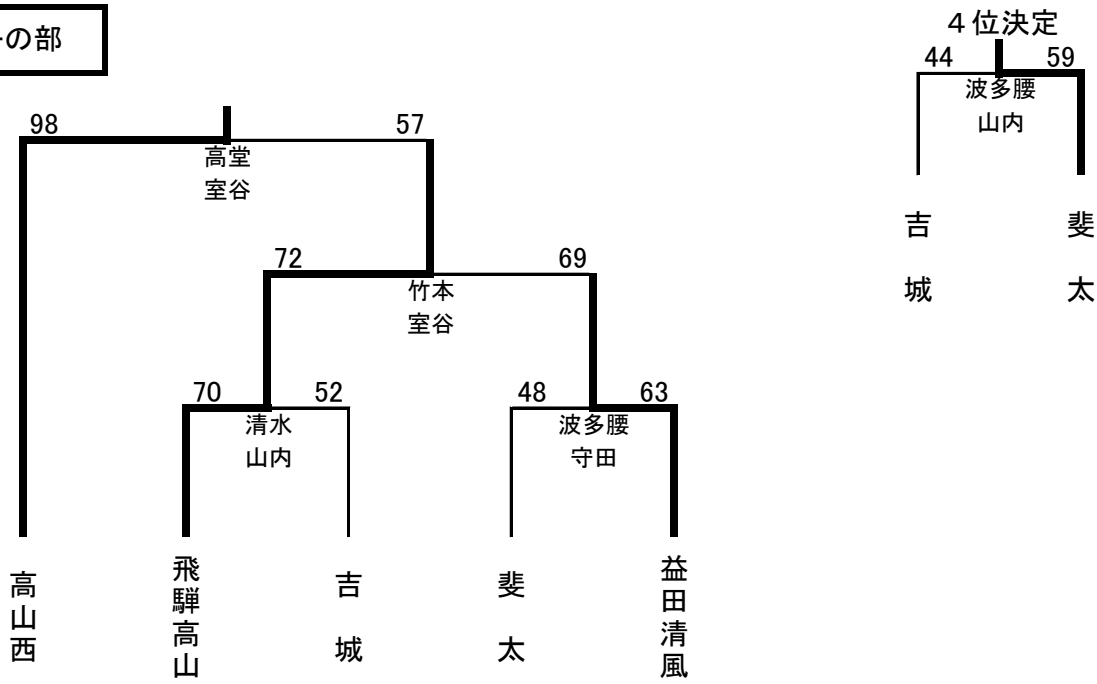 の部
４位決定
44 59
波多腰
山内
吉城
斐太
98 57
高堂
室谷
72 69
竹本
室谷
70 52
清水
山内
48 63
波多腰
守田
高山西
飛騨高山
吉城
斐太
益田清風